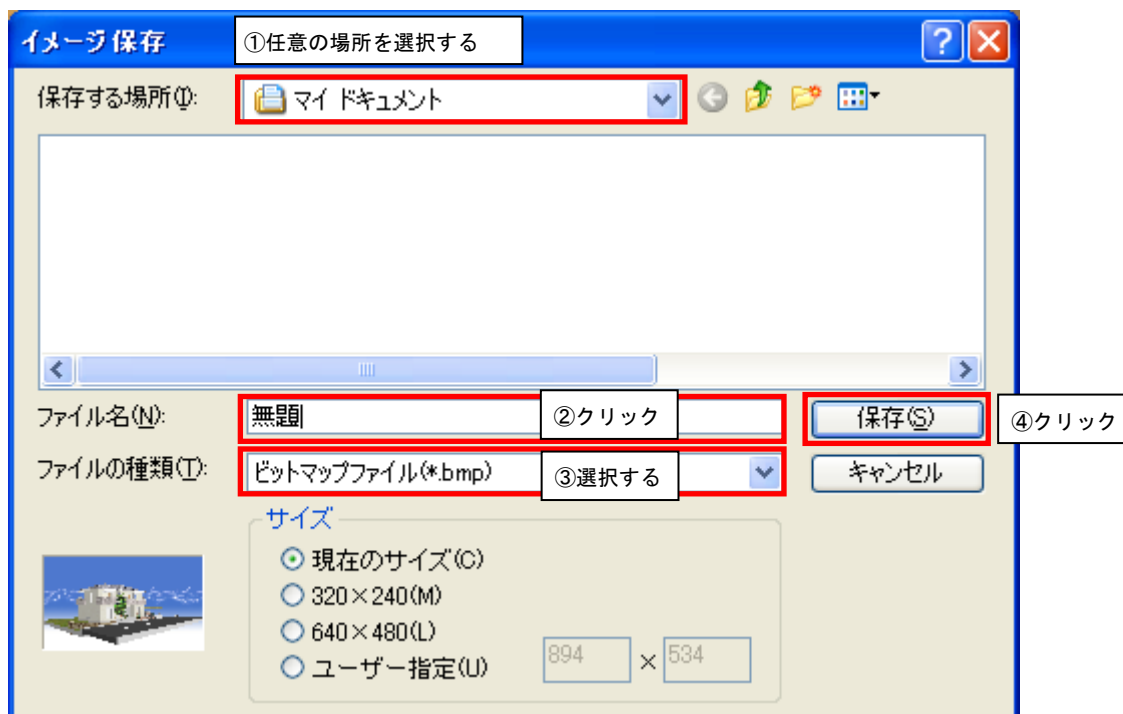 イメージ保存
①任意の場所を選択する
保存する場所(I):
マイ ドキュメント
ファイル名(N):
無題
②クリック
保存(S)
④クリック
ファイルの種類(T):
ビットマップファイル(*.bmp)
③選択する
キャンセル
サイズ
現在のサイズ(C)
320×240(M)
640×480(L)
ユーザー指定(U)
894 × 534